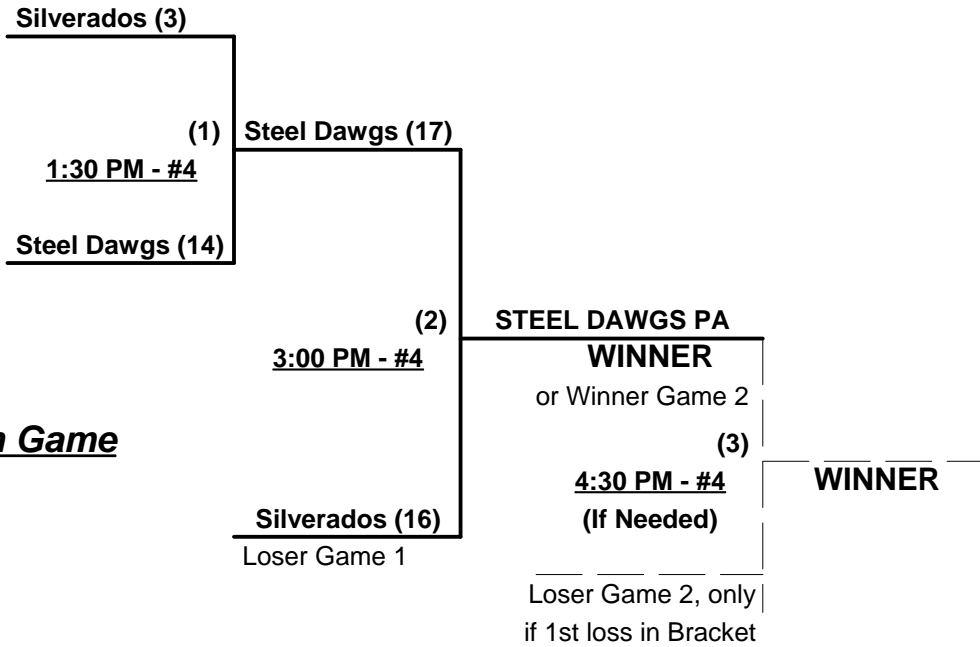 Silverados (3)
(1)
Steel Dawgs (17)
1:30 PM - #4
Steel Dawgs (14)
(2)
STEEL DAWGS PA
3:00 PM - #4
WINNER
or Winner Game 2
Game
(3)
4:30 PM - #4
WINNER
(If Needed)
Silverados (16)
Loser Game 1
Loser Game 2, only
if 1st loss in Bracket